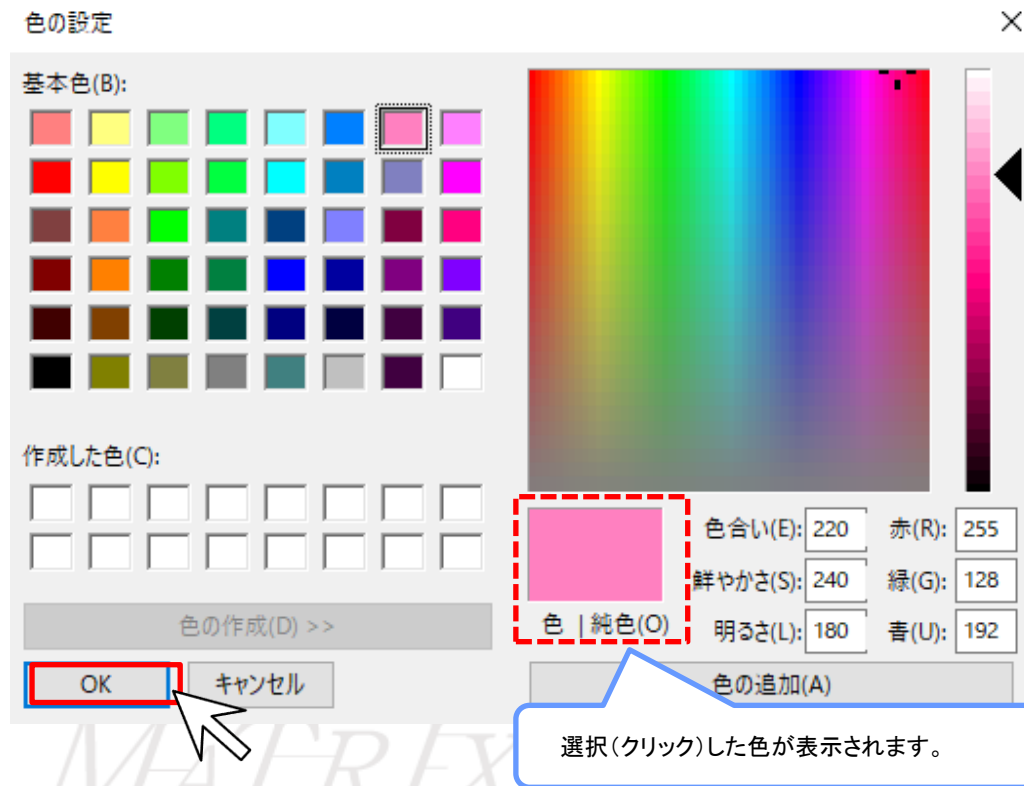 色の設定
基本色(B):
作成した色(C):
色の作成(D) >>
OK
キャンセル
色 | 純色(O)
色合い(E): 220
赤(R): 255
鮮やかさ(S): 240
緑(G): 128
明るさ(L): 180
青(U): 192
色の追加(A)
選択（クリック）した色が表示されます。
MATRIX